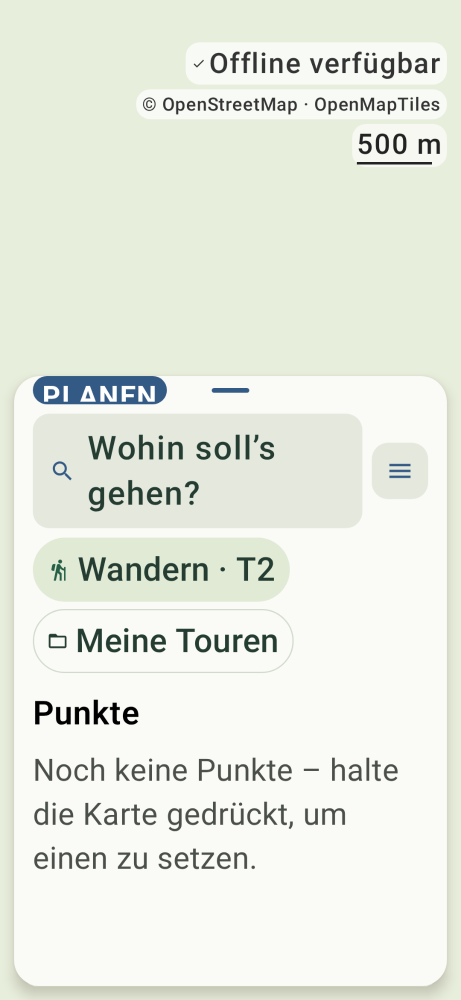 Offline verfügbar
© OpenStreetMap · OpenMapTiles
500 m
PLANEN
Wohin soll’s
gehen?
Wandern · T2
Meine Touren
Punkte
Noch keine Punkte – halte
die Karte gedrückt, um
einen zu setzen.